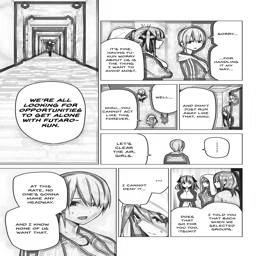 SORRY...
...FOR
HANDLING
IT MY
WAY...
IT'S FINE.
HAVING FU-
KUN WORRY
ABOUT US IS
THE THING
I WANT TO
AVOID MOST.
WE'RE ALL
LOOKING FOR
OPPORTUNITIES
TO GET ALONE
WITH FUTARO-
KUN.
AND DON'T
JUST RUN
AWAY LIKE
THAT, MIKU.
WELL...
MIKU...YOU
CANNOT ACT
LIKE THIS
FOREVER.
...!
LET'S
CLEAR
THE AIR,
GIRLS.
I TOLD YOU
THAT BACK
WHEN WE
SELECTED
GROUPS.
DOES
THAT GO
FOR YOU
TOO,
...
...I
CANNOT
DENY IT...
AT THIS
RATE, NO
ONE'S GONNA
MAKE ANY
HEADWAY.
AND I KNOW
NONE OF US
WANT THAT.